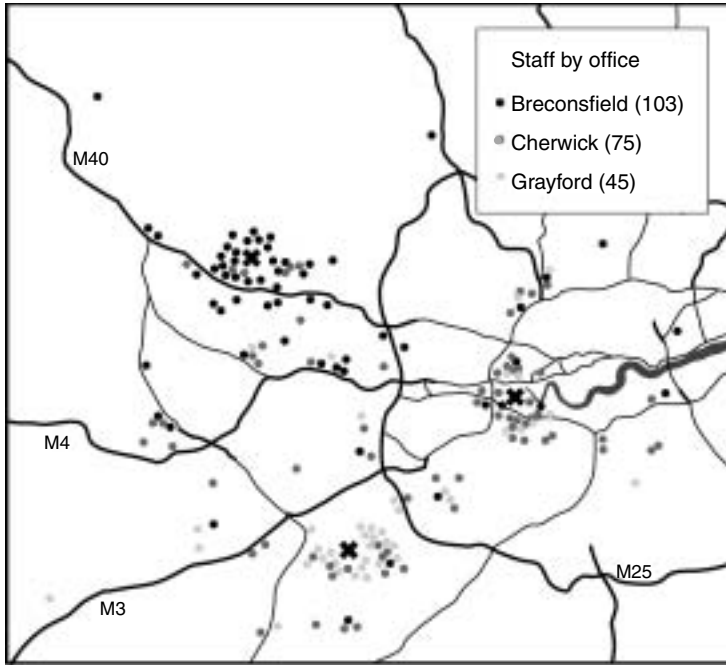 Staff by office
Breconsfield (103)
Cherwick (75)
Grayford (45)
M40
M4
M25
M3